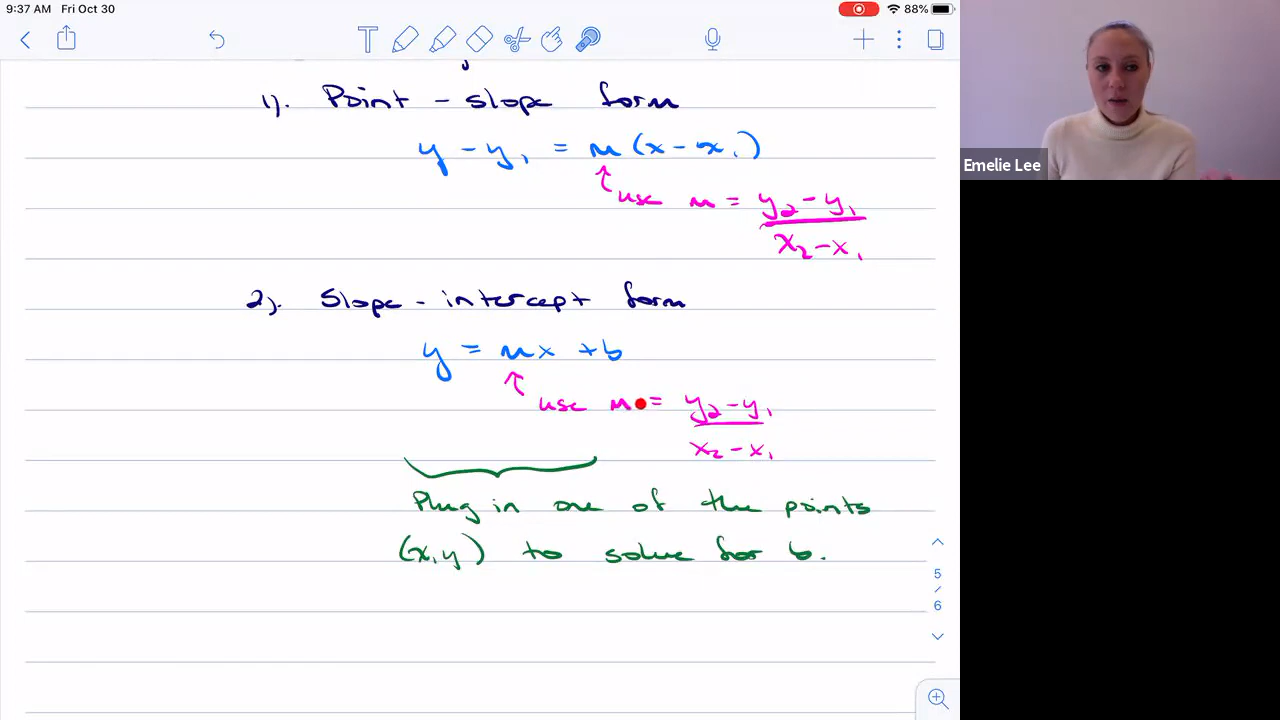 9:37 AM Fri Oct 30
88%
1). Point - slope form
y - y₁ = m (x - x₁)
use m = y₂ - y₁
x₂ - x₁
2). Slope - intercept form
y = mx + b
use m = y₂ - y₁
x₂ - x₁
Plug in one of the points
(x,y) to solve for b.
5
/
6
Emelie Lee